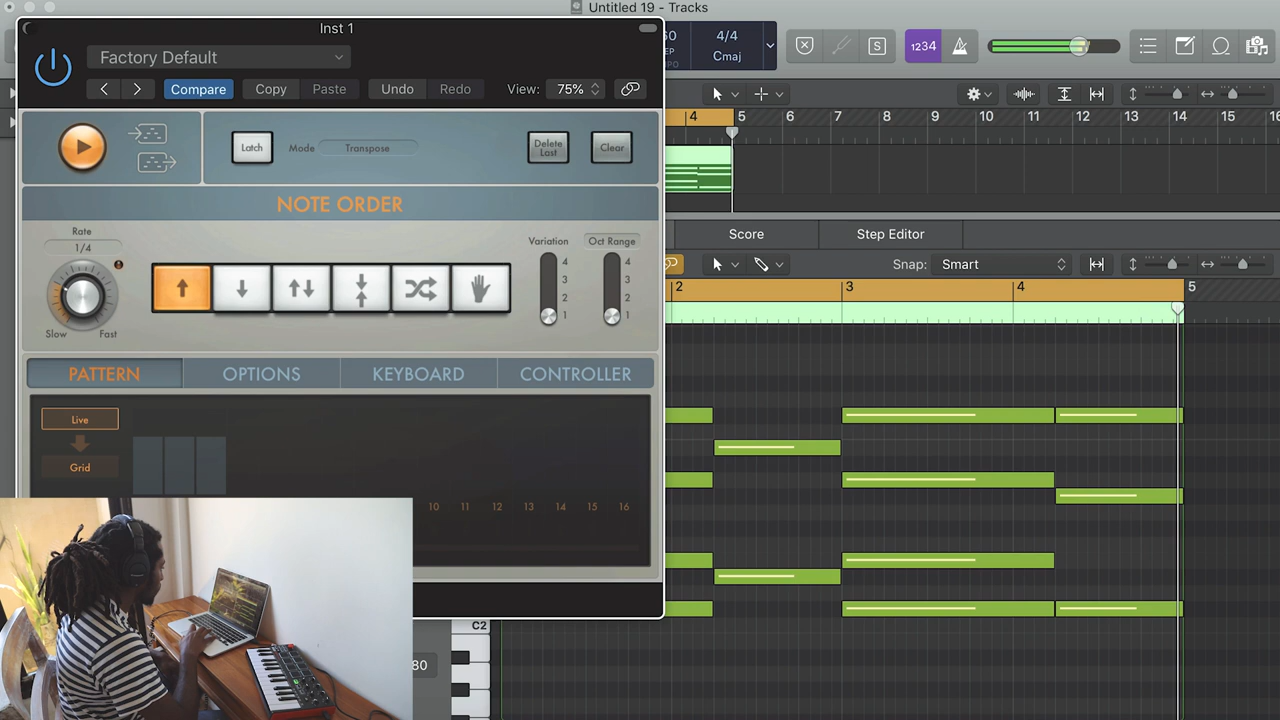 Untitled 19 - Tracks
Inst 1
Factory Default
Compare Copy Paste Undo Redo View: 75%
4/4
Cmaj
S
1234
4 5 6 7 8 9 10 11 12 13 14 15 16
Latch Mode Transpose Delete Last Clear
NOTE ORDER
Rate
1/4
Slow Fast
Variation
4
3
2
1
Oct Range
4
3
2
1
PATTERN OPTIONS KEYBOARD CONTROLLER
Live
Grid
10 11 12 13 14 15 16
Score Step Editor
Snap: Smart
2 3 4 5
C2
80